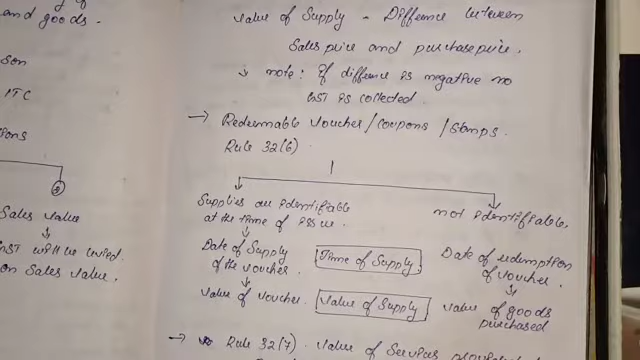 and goods.
son
ITC
ons
3
Sales value
GST will be levied
on Sales value.
Value of Supply - Difference between
Sales price and purchase price.
note: If difference is negative no
GST is collected.
→ Redeemable Voucher/Coupons/Stamps.
Rule 32(6).
Supplies are identifiable
at the time of issue.
not identifiable.
Date of Supply
of the voucher.
Time of Supply
Date of redemption
of voucher.
Value of voucher.
Value of Supply
Value of goods
purchased
→ Rule 32(7). Value of Services